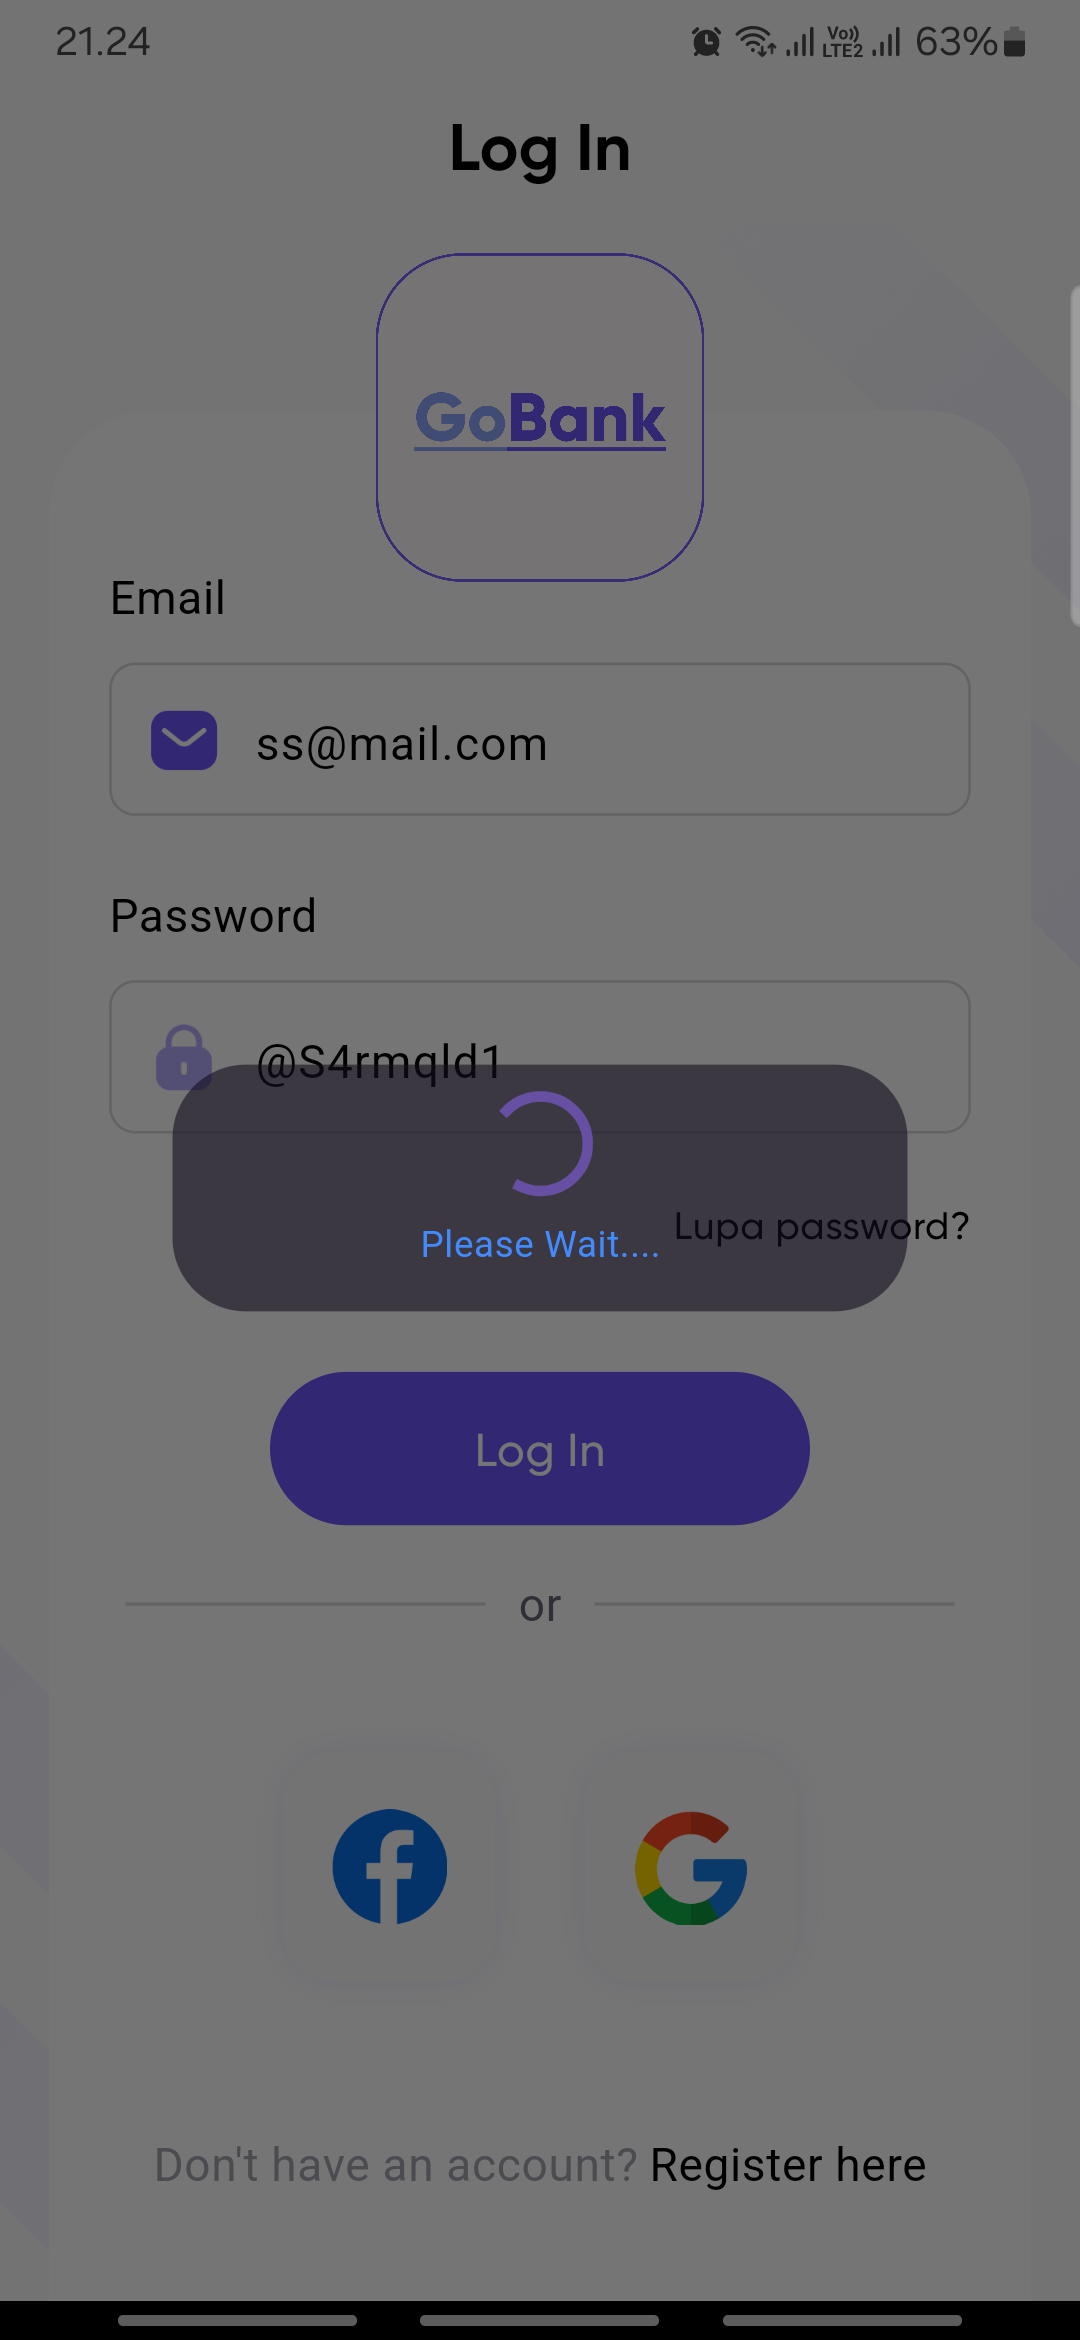 21.24 Vo)) LTE2 63%
Log In
GoBank
Email
ss@mail.com
Password
@S4rmqld1
Lupa password?
Please Wait....
Log In
or
Don't have an account? Register here